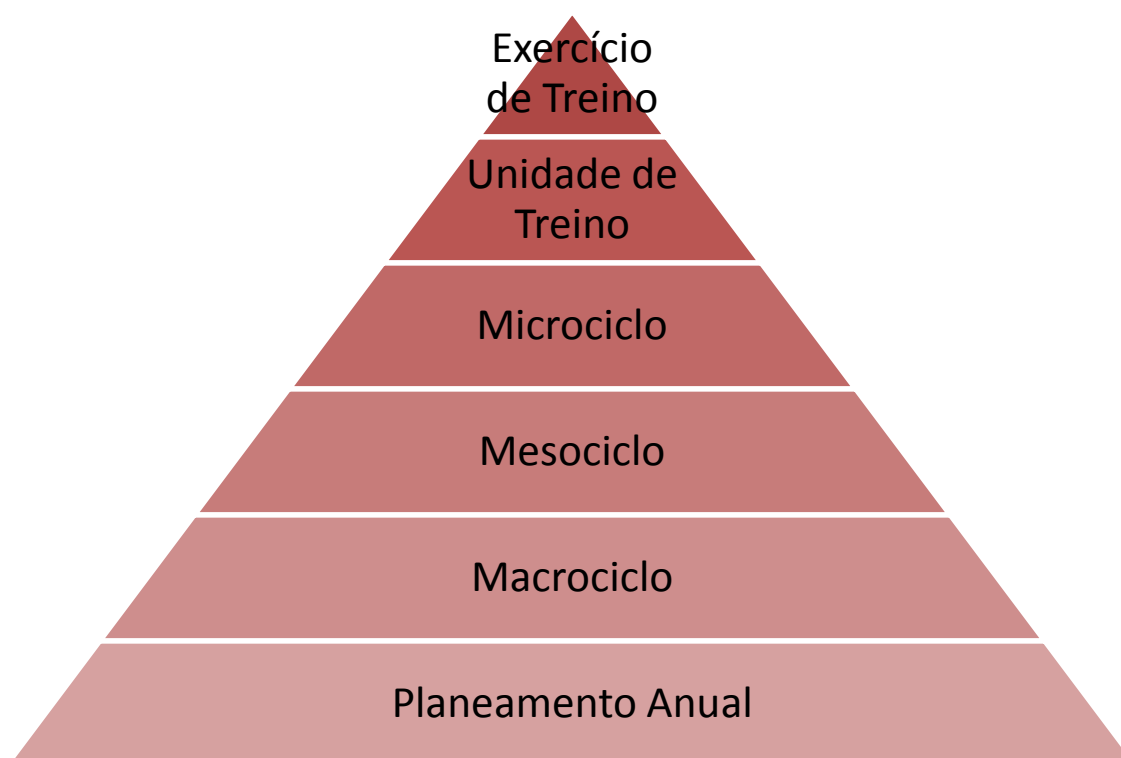 Exercício
de Treino
Unidade de
Treino
Microciclo
Mesociclo
Macrociclo
Planeamento Anual